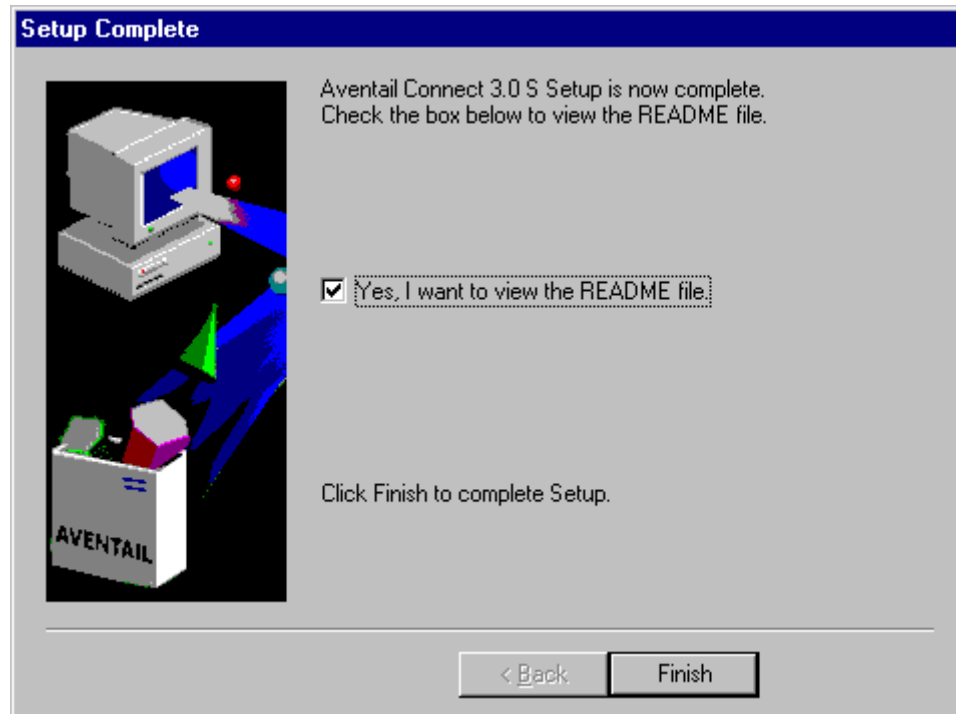 Setup Complete
Aventail Connect 3.0 S Setup is now complete.
Check the box below to view the README file.
Yes, I want to view the README file.
Click Finish to complete Setup.
AVENTAIL
< Back
Finish